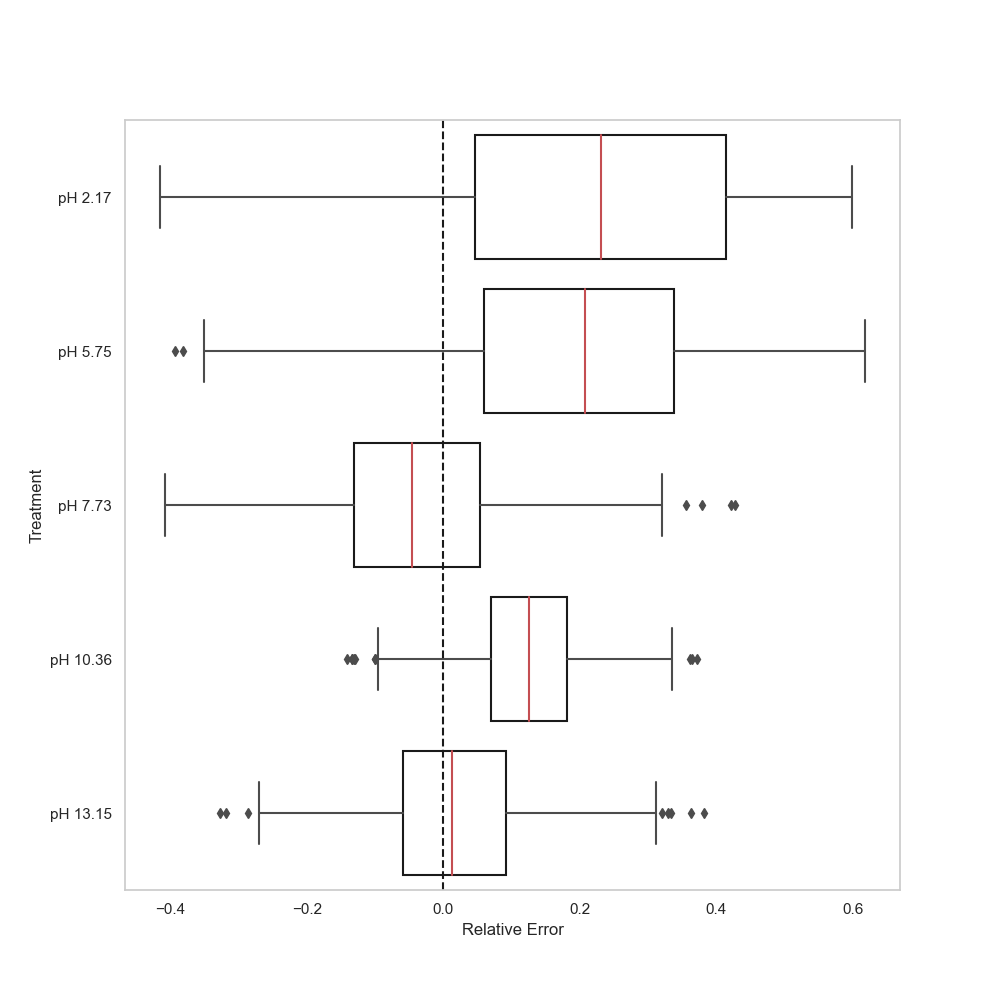 Treatment
pH 2.17
pH 5.75
pH 7.73
pH 10.36
pH 13.15
−0.4 −0.2 0.0 0.2 0.4 0.6
Relative Error